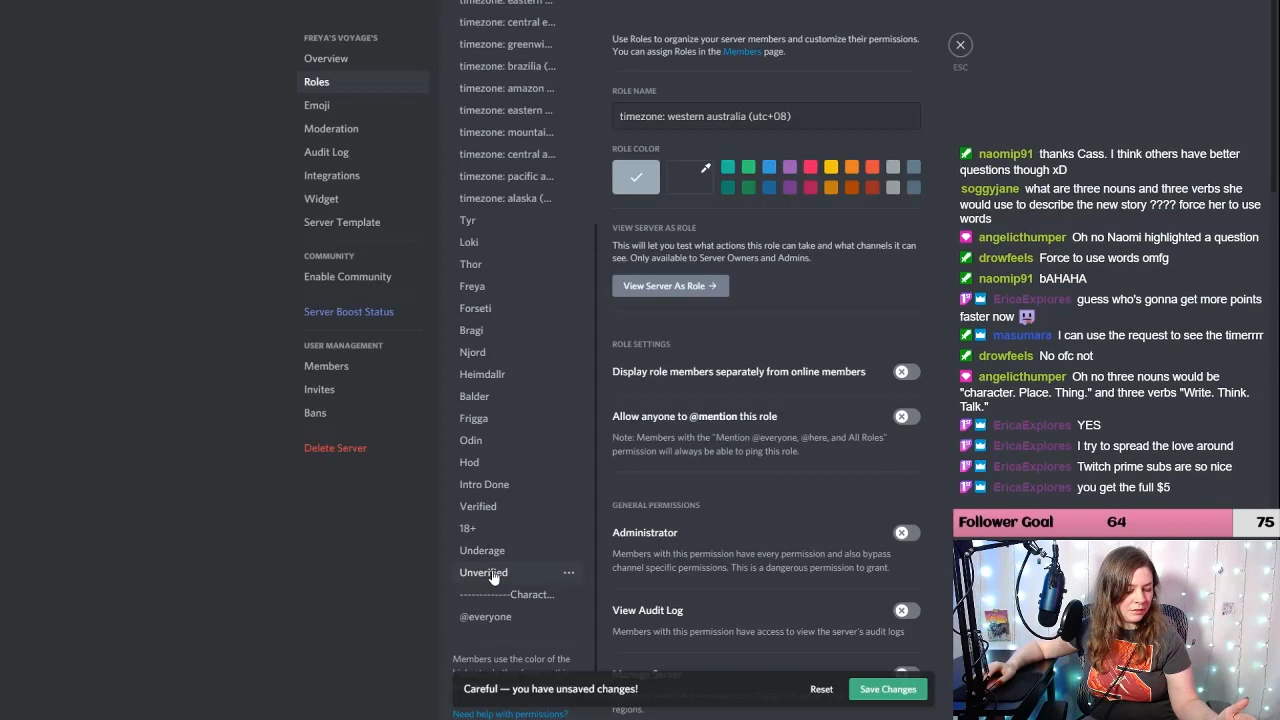 FREYA'S VOYAGE'S
Overview
Roles
Emoji
Moderation
Audit Log
Integrations
Widget
Server Template
COMMUNITY
Enable Community
Server Boost Status
USER MANAGEMENT
Members
Invites
Bans
Delete Server
timezone: eastern e...
timezone: central e...
timezone: greenwi...
timezone: brazilia (...
timezone: amazon ...
timezone: eastern ...
timezone: mountai...
timezone: central a...
timezone: pacific a...
timezone: alaska (...
Tyr
Loki
Thor
Freya
Forseti
Bragi
Njord
Heimdallr
Balder
Frigga
Odin
Hod
Intro Done
Verified
18+
Underage
Unverified
-------------Charact...
@everyone
Members use the color of the
Need help with permissions?
Use Roles to organize your server members and customize their permissions.
You can assign Roles in the Members page.
ROLE NAME
timezone: western australia (utc+08)
ROLE COLOR
VIEW SERVER AS ROLE
This will let you test what actions this role can take and what channels it can
see. Only available to Server Owners and Admins.
View Server As Role →
ROLE SETTINGS
Display role members separately from online members
Allow anyone to @mention this role
Note: Members with the "Mention @everyone, @here, and All Roles"
permission will always be able to ping this role.
GENERAL PERMISSIONS
Administrator
Members with this permission have every permission and also bypass
channel specific permissions. This is a dangerous permission to grant.
View Audit Log
Members with this permission have access to view the server's audit logs
Manage Server
regions.
Careful — you have unsaved changes!
Reset
Save Changes
ESC
naomip91 thanks Cass. I think others have better
questions though xD
soggyjane what are three nouns and three verbs she
would use to describe the new story ???? force her to use
words
angelicthumper Oh no Naomi highlighted a question
drowfeels Force to use words omfg
naomip91 bAHAHA
EricaExplores guess who's gonna get more points
faster now
masumara I can use the request to see the timerrrr
drowfeels No ofc not
angelicthumper Oh no three nouns would be
"character. Place. Thing." and three verbs "Write. Think.
Talk."
EricaExplores YES
EricaExplores I try to spread the love around
EricaExplores Twitch prime subs are so nice
EricaExplores you get the full $5
Follower Goal 64 75